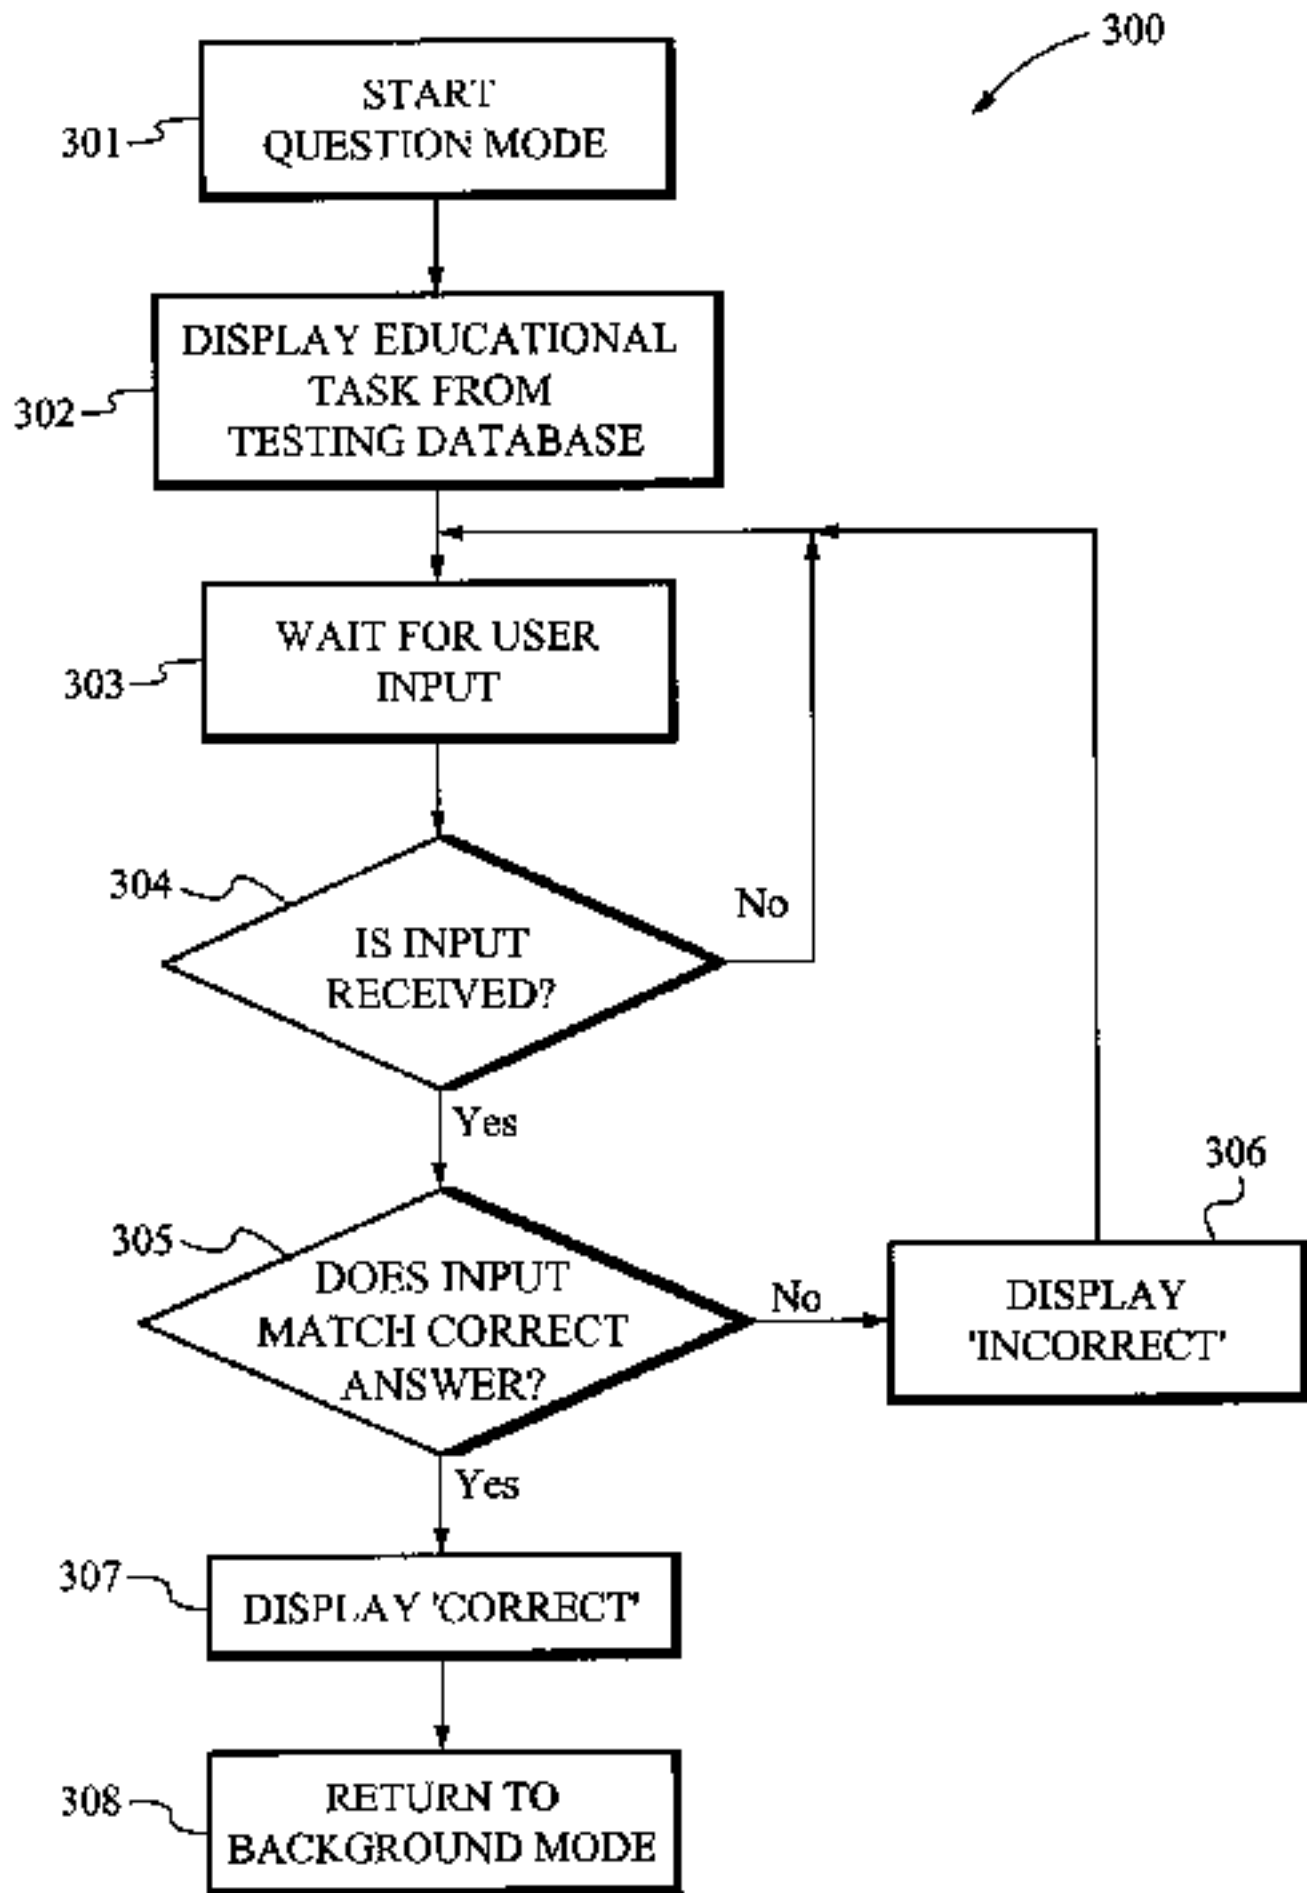 300
301
START
QUESTION MODE
302
DISPLAY EDUCATIONAL
TASK FROM
TESTING DATABASE
303
WAIT FOR USER
INPUT
304
IS INPUT
RECEIVED?
No
Yes
305
DOES INPUT
MATCH CORRECT
ANSWER?
No
306
DISPLAY
'INCORRECT'
Yes
307
DISPLAY 'CORRECT'
308
RETURN TO
BACKGROUND MODE